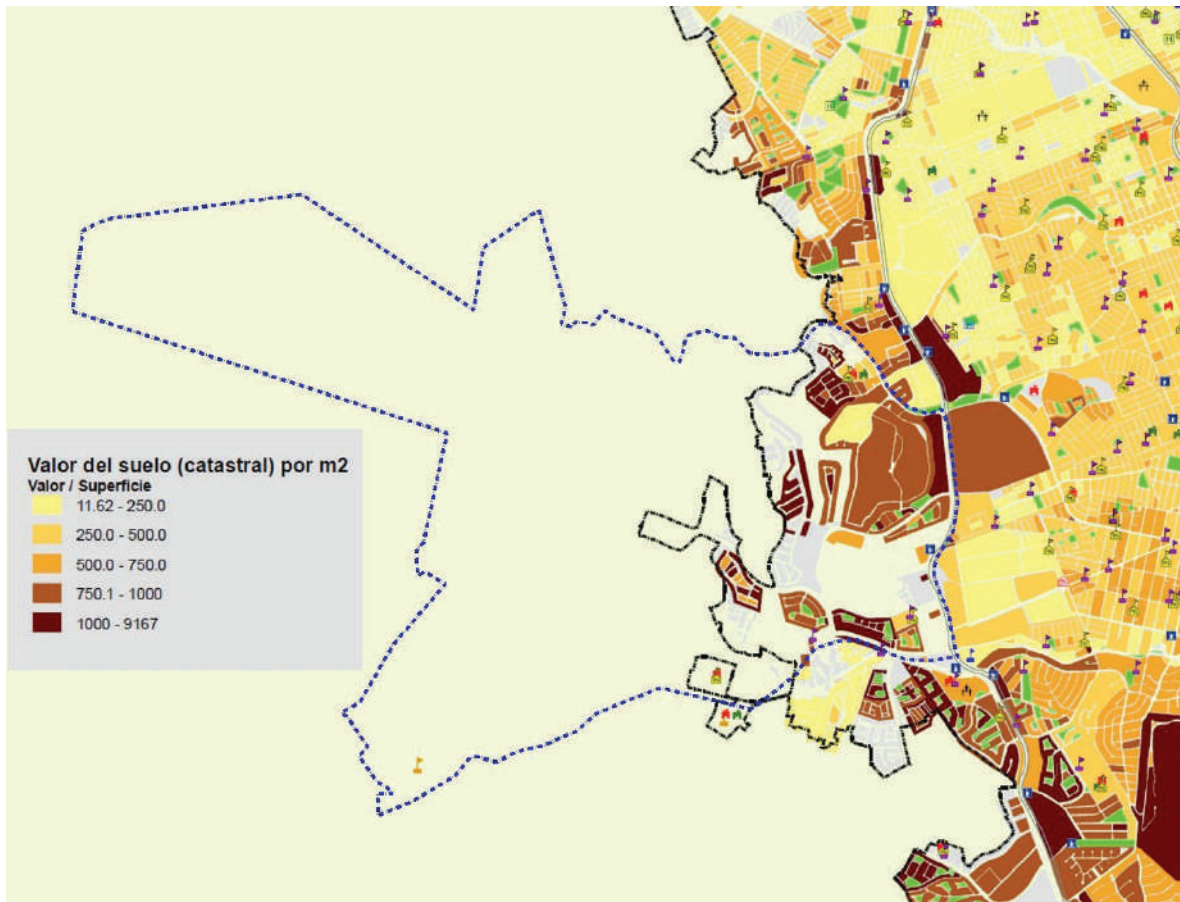 Valor del suelo (catastral) por m2
Valor / Superficie
11.62 - 250.0
250.0 - 500.0
500.0 - 750.0
750.1 - 1000
1000 - 9167